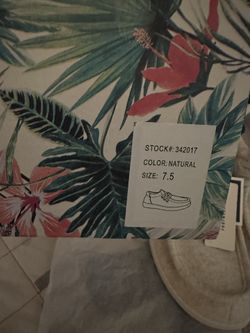 STOCK#: 342017
COLOR: NATURAL
SIZE: 7.5